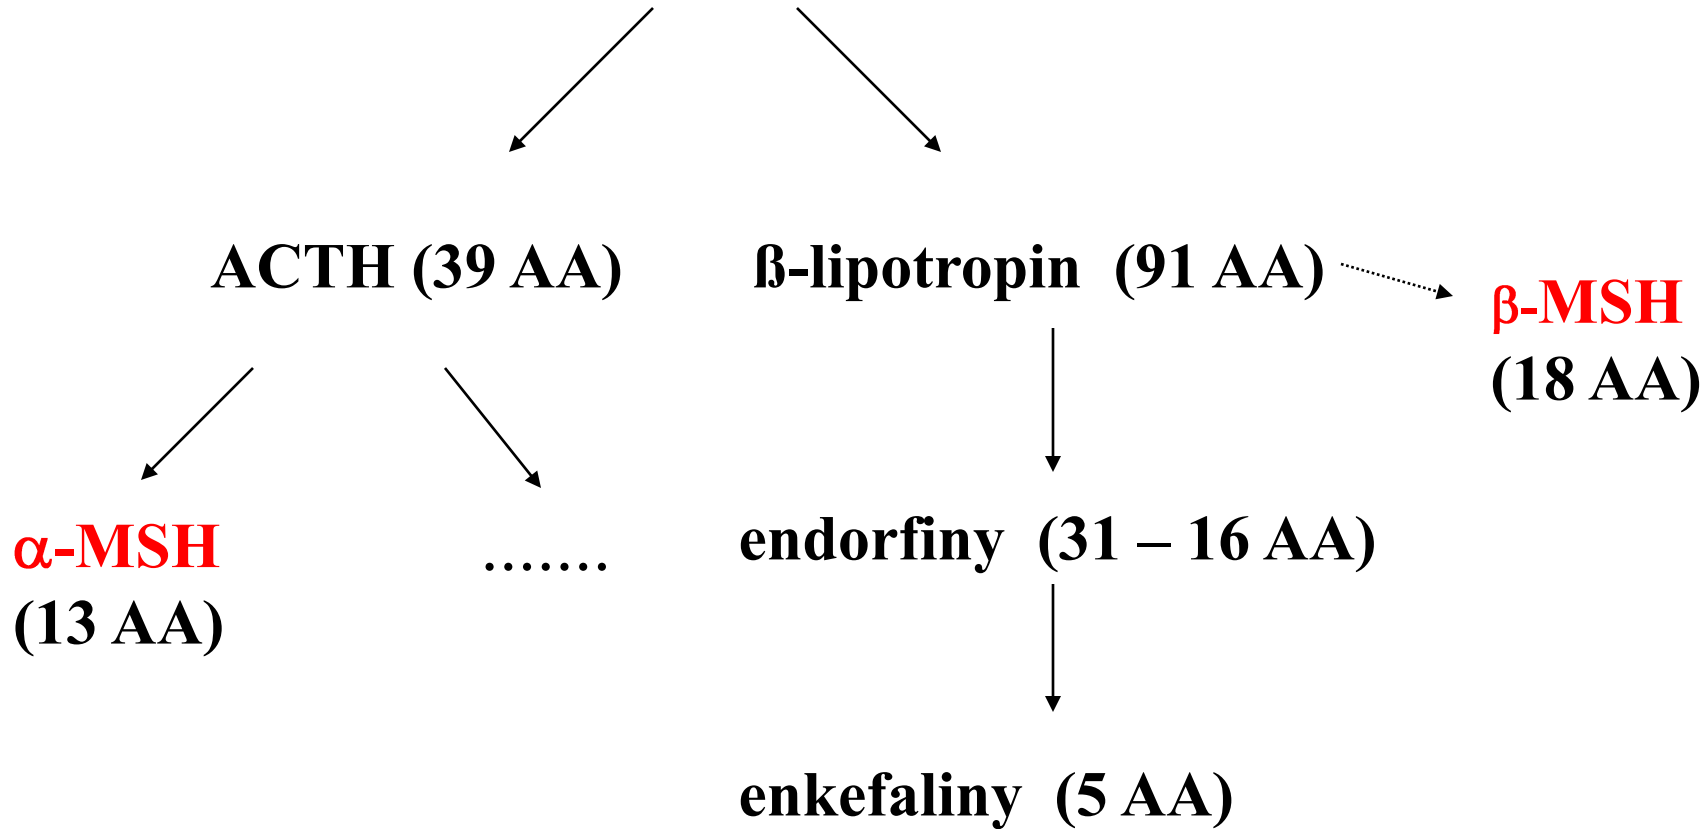 ACTH (39 AA)
ß-lipotropin (91 AA)
β-MSH
(18 AA)
α-MSH
(13 AA)
.......
endorfiny (31 – 16 AA)
enkefaliny (5 AA)